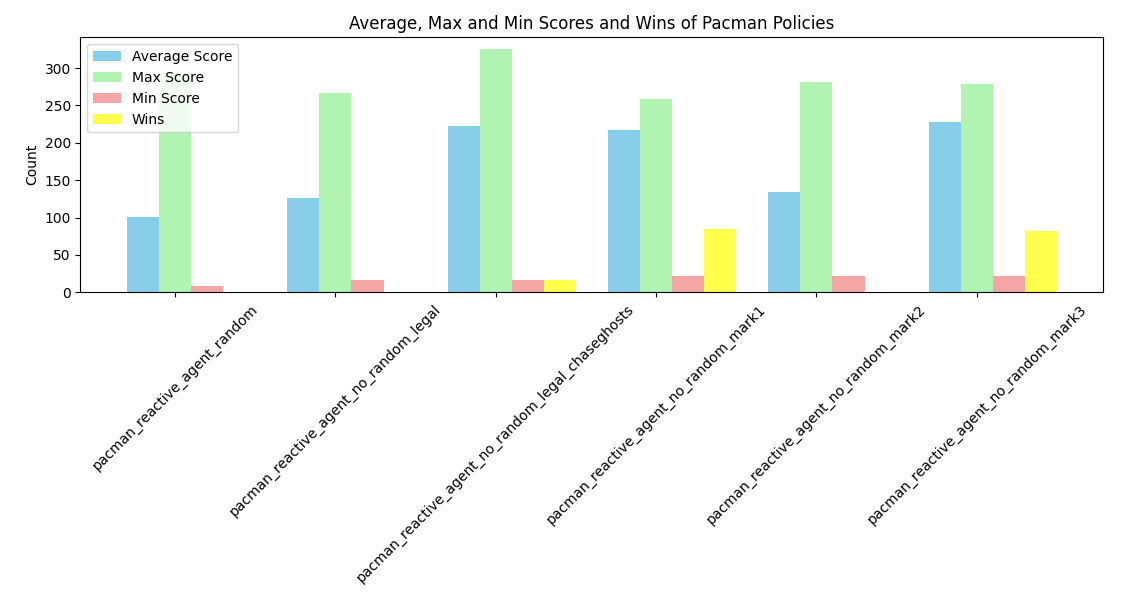 Average, Max and Min Scores and Wins of Pacman Policies
Average Score
Max Score
Min Score
Wins
Count
300
250
200
150
100
50
0
pacman_reactive_agent_random
pacman_reactive_agent_no_random_legal
pacman_reactive_agent_no_random_legal_chaseghosts
pacman_reactive_agent_no_random_mark1
pacman_reactive_agent_no_random_mark2
pacman_reactive_agent_no_random_mark3